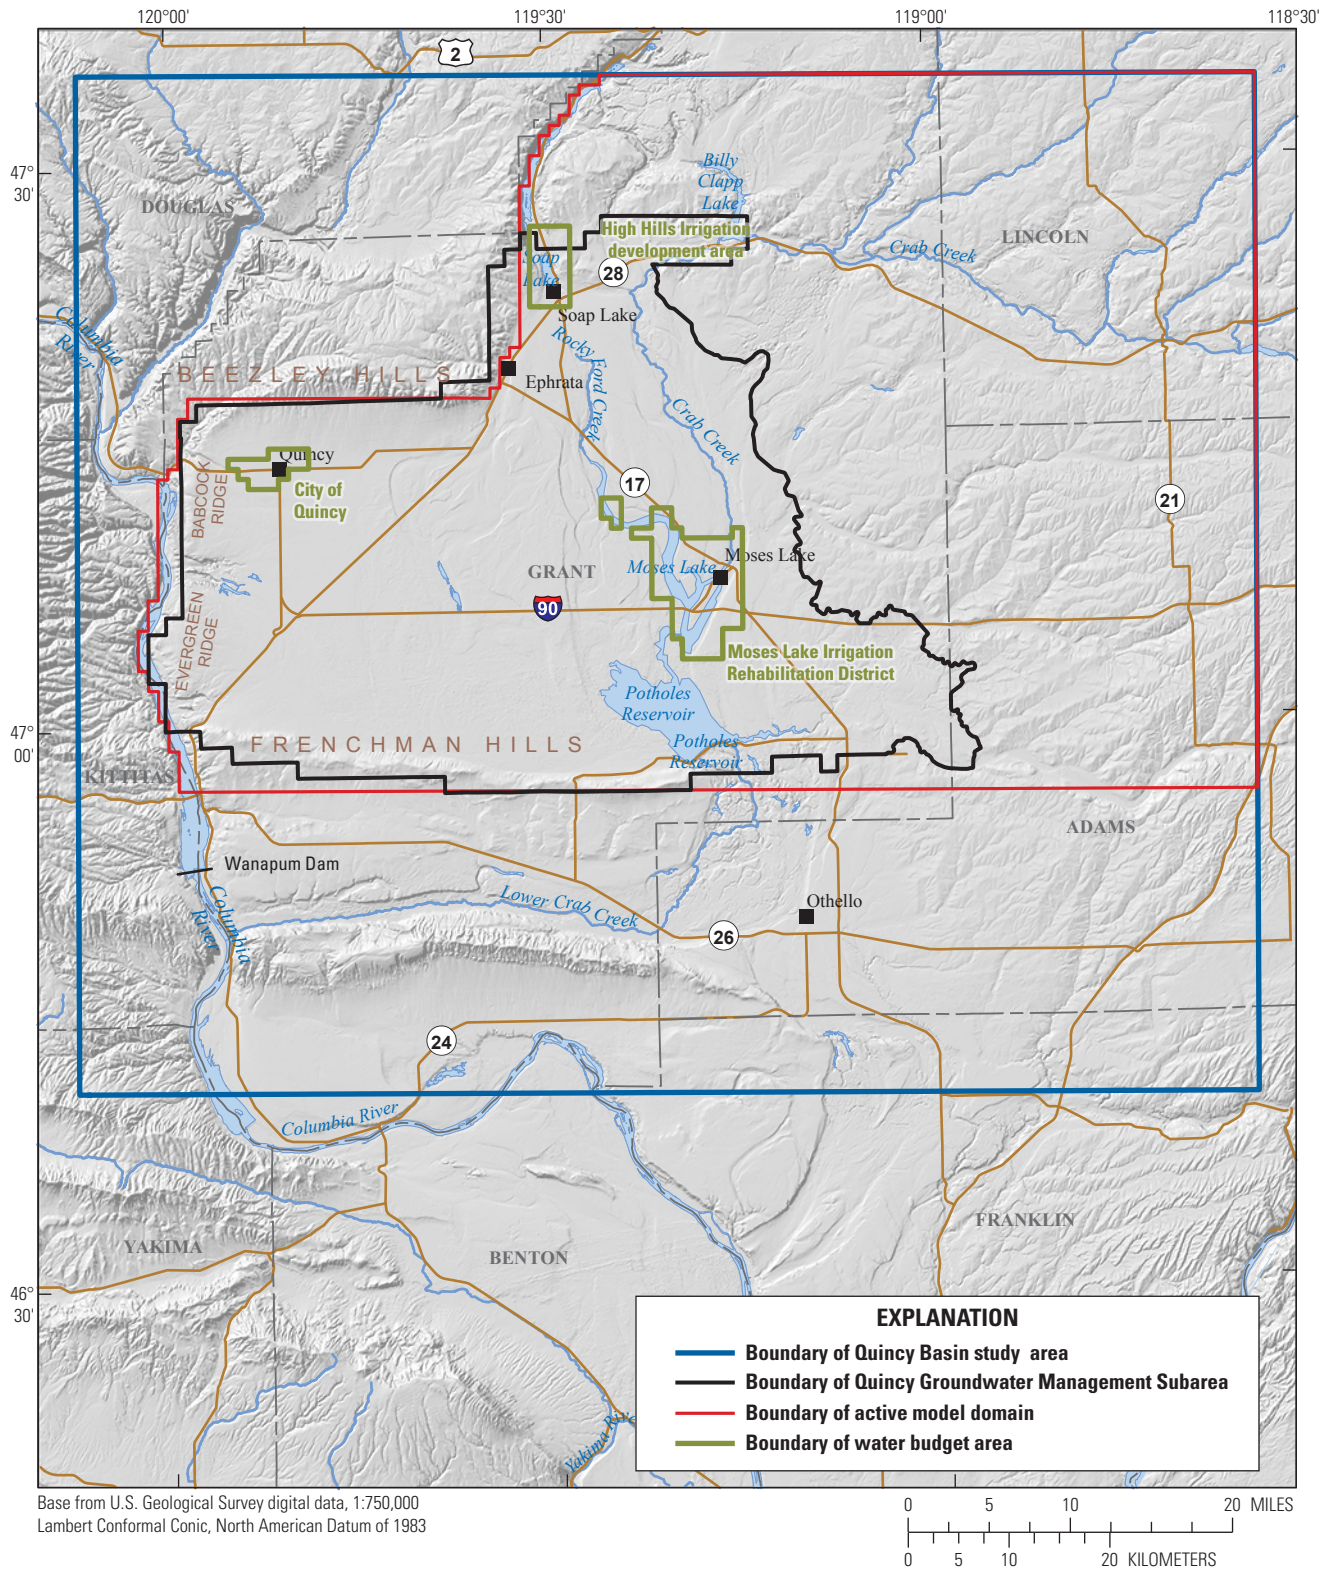 120°00'
119°30'
119°00'
118°30'
2
47°
30'
DOUGLAS
Billy
Clapp
Lake
LINCOLN
High Hills Irrigation
development area
Crab Creek
Soap
Lake
28
Soap Lake
Columbia
River
Rocky Ford Creek
BEEZLEY HILLS
Ephrata
Crab Creek
Quincy
City of
Quincy
BABCOCK
RIDGE
17
21
GRANT
Moses Lake
Moses Lake
90
EVERGREEN
RIDGE
Moses Lake Irrigation
Rehabilitation District
Potholes
Reservoir
47°
00'
FRENCHMAN HILLS
Potholes
Reservoir
KITTITAS
ADAMS
Wanapum Dam
Lower Crab Creek
Othello
Columbia
River
26
24
Columbia River
YAKIMA
BENTON
FRANKLIN
46°
30'
Yakima River
EXPLANATION
Boundary of Quincy Basin study area
Boundary of Quincy Groundwater Management Subarea
Boundary of active model domain
Boundary of water budget area
Base from U.S. Geological Survey digital data, 1:750,000
Lambert Conformal Conic, North American Datum of 1983
0 5 10 20 MILES
0 5 10 20 KILOMETERS